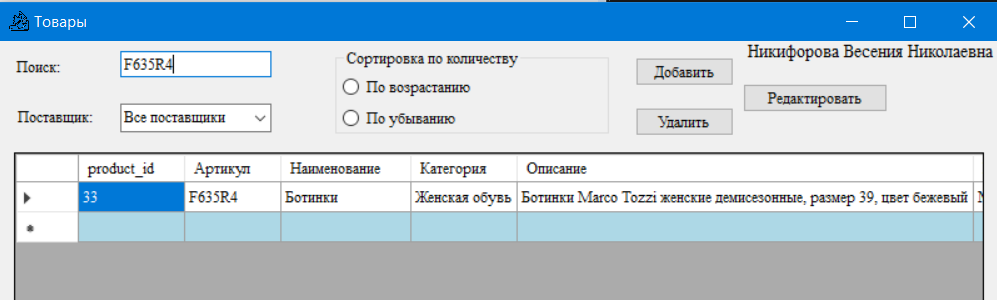 Товары
Никифорова Весения Николаевна
Поиск: F635R4
Сортировка по количеству
По возрастанию
По убыванию
Добавить
Редактировать
Поставщик: Все поставщики
Удалить
product_id Артикул Наименование Категория Описание
33 F635R4 Ботинки Женская обувь Ботинки Marco Tozzi женские демисезонные, размер 39, цвет бежевый